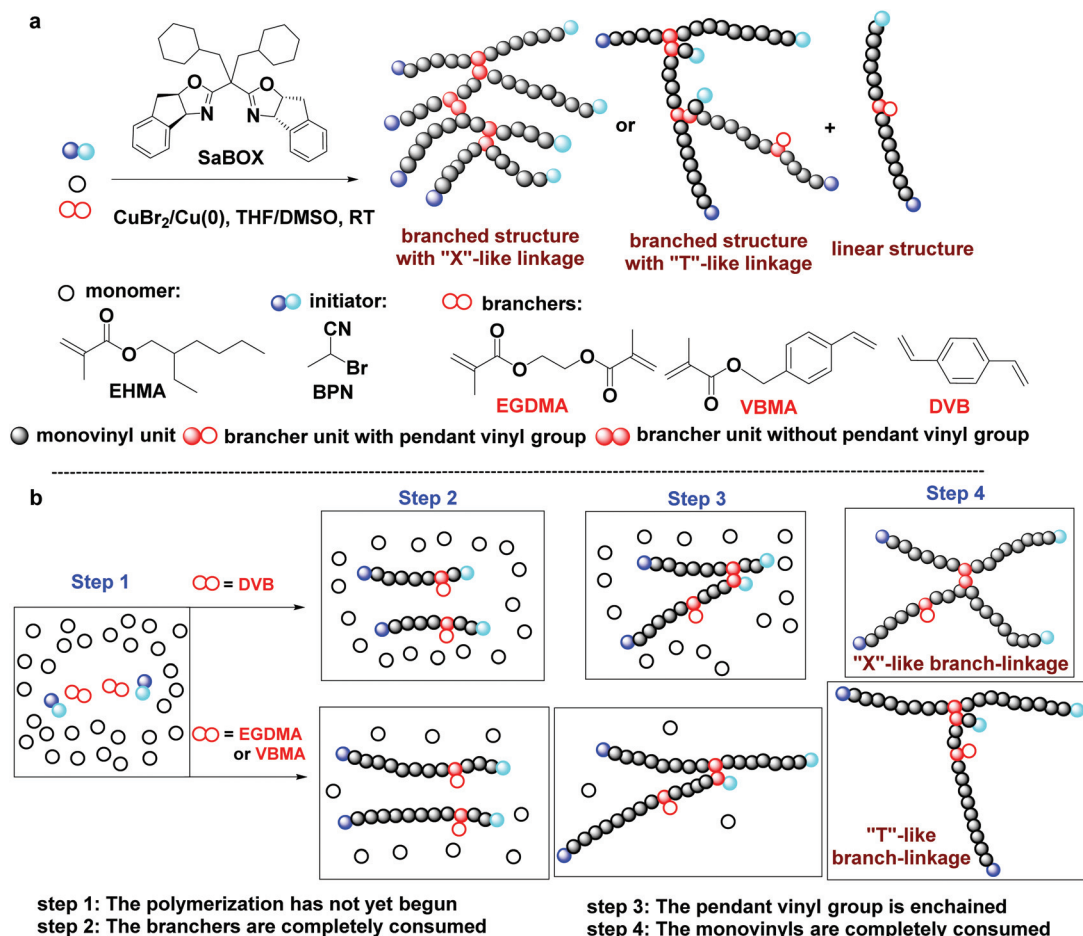 a
O
O
N
N
SaBOX
CuBr2/Cu(0), THF/DMSO, RT
or
+
branched structure
with "X"-like linkage
branched structure
with "T"-like linkage
linear structure
monomer:
initiator:
branchers:
O
O
EHMA
CN
Br
BPN
O
O
O
O
EGDMA
O
O
VBMA
DVB
monovinyl unit
brancher unit with pendant vinyl group
brancher unit without pendant vinyl group
b
Step 1
Step 2
Step 3
Step 4
= DVB
= EGDMA
or VBMA
"X"-like branch-linkage
"T"-like
branch-linkage
step 1: The polymerization has not yet begun
step 2: The branchers are completely consumed
step 3: The pendant vinyl group is enchained
step 4: The monovinyls are completely consumed